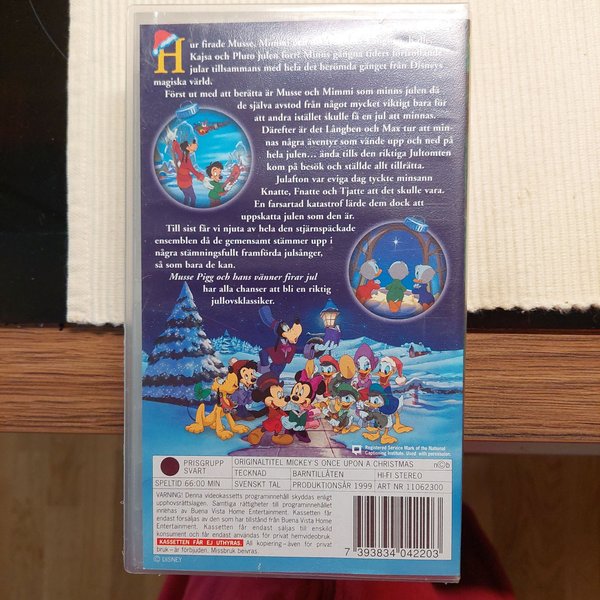 Hur firade Musse, Mimmi
Kajsa och Pluto julen förr? Minns gångna tiders förtrollande
jular tillsammans med hela det berömda gänget från Disneys
magiska värld.
Först ut med att berätta är Musse och Mimmi som minns julen då
de själva avstod från något mycket viktigt bara för
att andra istället skulle få en jul att minnas.
Därefter är det Långben och Max tur att min-
nas några äventyr som vände upp och ned på
hela julen... ända tills den riktiga Jultomten
kom på besök och ställde allt tillrätta.
Julafton var eviga dag tyckte minsann
Knatte, Fnatte och Tjatte att det skulle vara.
En farsartad katastrof lärde dem dock att
uppskatta julen som den är.
Till sist får vi njuta av hela den stjärnspäckade
ensemblen då de gemensamt stämmer upp i
några stämningsfullt framförda julsånger,
så som bara de kan.
Musse Pigg och hans vänner firar jul
har alla chanser att bli en riktig
jullovsklassiker.
Registered Service Mark of the National
Captioning Institute. Used with permission.
PRISGRUPP
SVART
ORIGINALTITEL MICKEY'S ONCE UPON A CHRISTMAS
TECKNAD BARNTILLÅTEN HI-FI STEREO
SPELTID 66:00 MIN SVENSKT TAL PRODUKTIONSÅR 1999 ART NR 11062300
VARNING! Denna videokassetts programinnehåll skyddas enligt
upphovsrättslagen. Samtliga rättigheter till programinnehållet
innehas av Buena Vista Home Entertainment. Kassetten får
endast försäljas av den som har tillstånd från Buena Vista Home
Entertainment. Kassetten får endast säljas till enskild
konsument och får endast användas för privat hemvideobruk.
KASSETTEN FÅR EJ UTHYRAS. All kopiering – även för privat
bruk – är förbjuden. Missbruk beivras.
© DISNEY
7 393834 042203